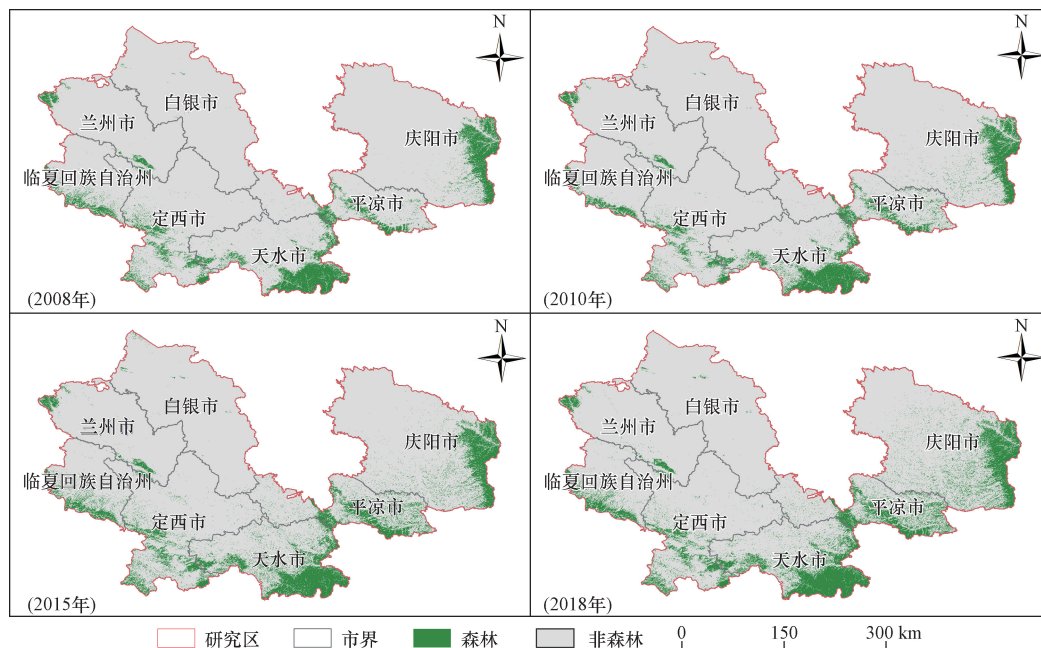 N
白银市
兰州市
庆阳市
临夏回族自治州
平凉市
定西市
天水市
(2008年)
N
白银市
兰州市
庆阳市
临夏回族自治州
平凉市
定西市
天水市
(2010年)
N
白银市
兰州市
庆阳市
临夏回族自治州
平凉市
定西市
天水市
(2015年)
N
白银市
兰州市
庆阳市
临夏回族自治州
平凉市
定西市
天水市
(2018年)
研究区 市界 森林 非森林 0 150 300 km